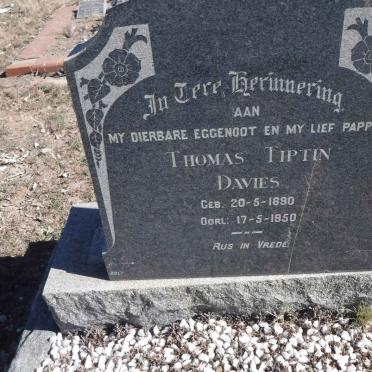 In Tere Herinnering
AAN
MY DIERBARE EGGENOOT EN MY LIEF PAPP
THOMAS TIPTIN
DAVIES
GEB. 20-5-1890
OORL. 17-5-1950
RUS IN VREDE.